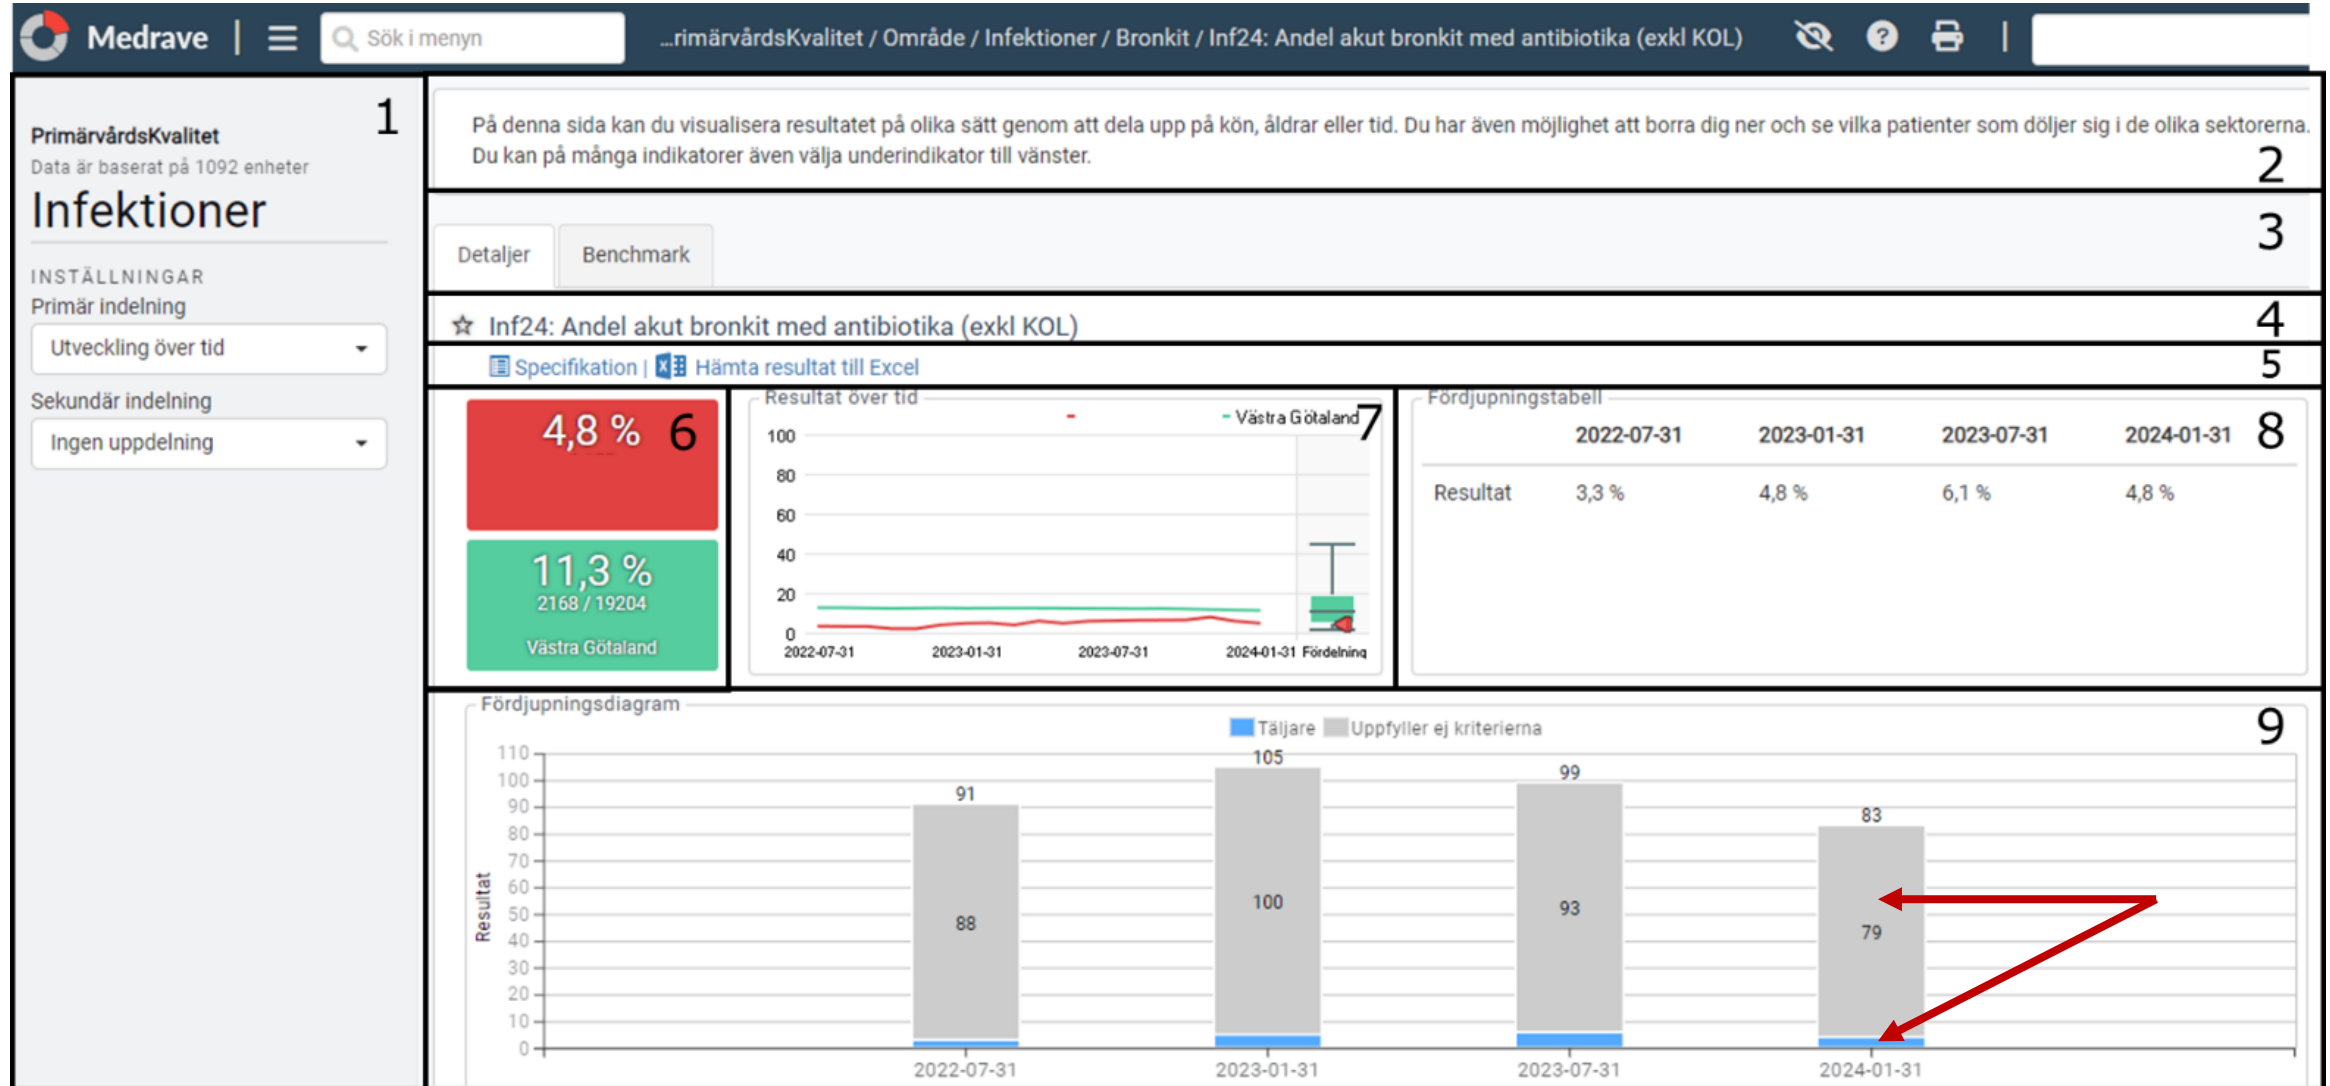 Medrave
Sök i menyn
...rimärvårdsKvalitet / Område / Infektioner / Bronkit / Inf24: Andel akut bronkit med antibiotika (exkl KOL)
1
PrimärvårdsKvalitet
Data är baserat på 1092 enheter
Infektioner
INSTÄLLNINGAR
Primär indelning
Utveckling över tid
Sekundär indelning
Ingen uppdelning
På denna sida kan du visualisera resultatet på olika sätt genom att dela upp på kön, åldrar eller tid. Du har även möjlighet att borra dig ner och se vilka patienter som döljer sig i de olika sektorerna.
Du kan på många indikatorer även välja underindikator till vänster.
2
3
Detaljer
Benchmark
Inf24: Andel akut bronkit med antibiotika (exkl KOL)
4
Specifikation | Hämta resultat till Excel
5
4,8 %
6
11,3 %
2168 / 19204
Västra Götaland
Resultat över tid
Västra Götaland
7
100
80
60
40
20
0
2022-07-31
2023-01-31
2023-07-31
2024-01-31
Fördelning
Fördjupningstabell
2022-07-31
2023-01-31
2023-07-31
2024-01-31
8
Resultat
3,3 %
4,8 %
6,1 %
4,8 %
Fördjupningsdiagram
Täljare
Uppfyller ej kriterierna
9
Resultat
110
100
90
80
70
60
50
40
30
20
10
0
91
88
105
100
99
93
83
79
2022-07-31
2023-01-31
2023-07-31
2024-01-31